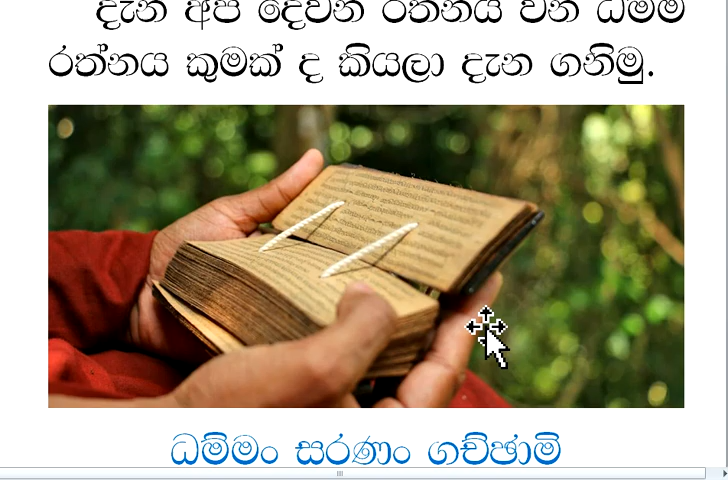 දැන අප දෙවන රත්නය වන ධම්ම
රත්නය කුමක් ද කියලා දැන ගනිමු.
ධම්මං සරණං ගච්ඡාමි